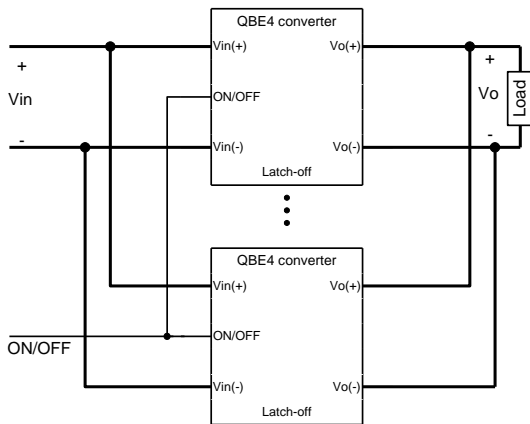 QBE4 converter
Vin(+)
Vo(+)
+
+
Vin
ON/OFF
Vo
Load
-
-
Vin(-)
Vo(-)
Latch-off
QBE4 converter
Vin(+)
Vo(+)
ON/OFF
ON/OFF
Vin(-)
Vo(-)
Latch-off